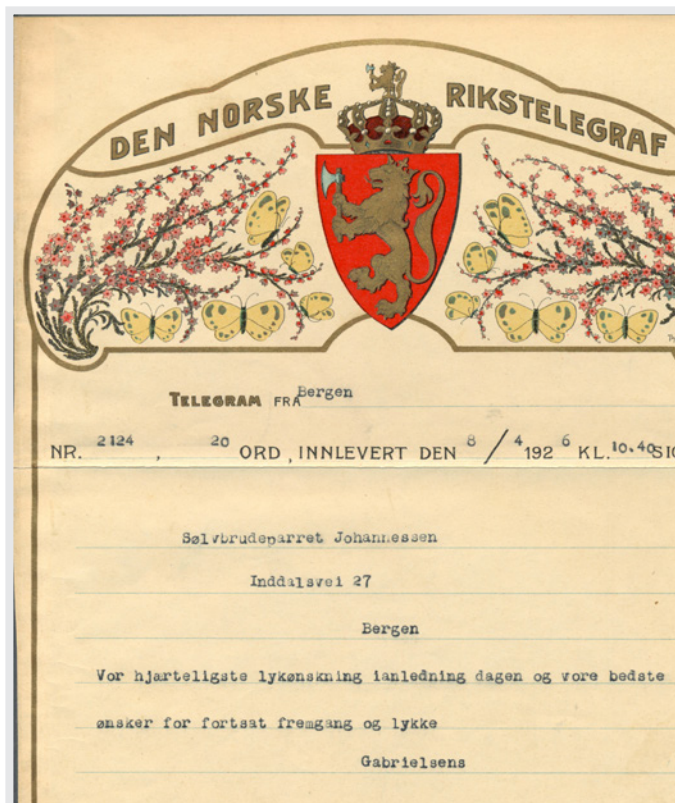 DEN NORSKE RIKSTELEGRAF
TELEGRAM FRA Bergen
NR. 2124 , 20 ORD , INNLEVERT DEN 8 / 4 192 6 KL. 10.40 SIG
Sølvbrudeparret Johannessen
Inddalsvei 27
Bergen
Vor hjærteligste lykønskning ianledning dagen og vore bedste
ønsker for fortsat fremgang og lykke
Gabrielsens